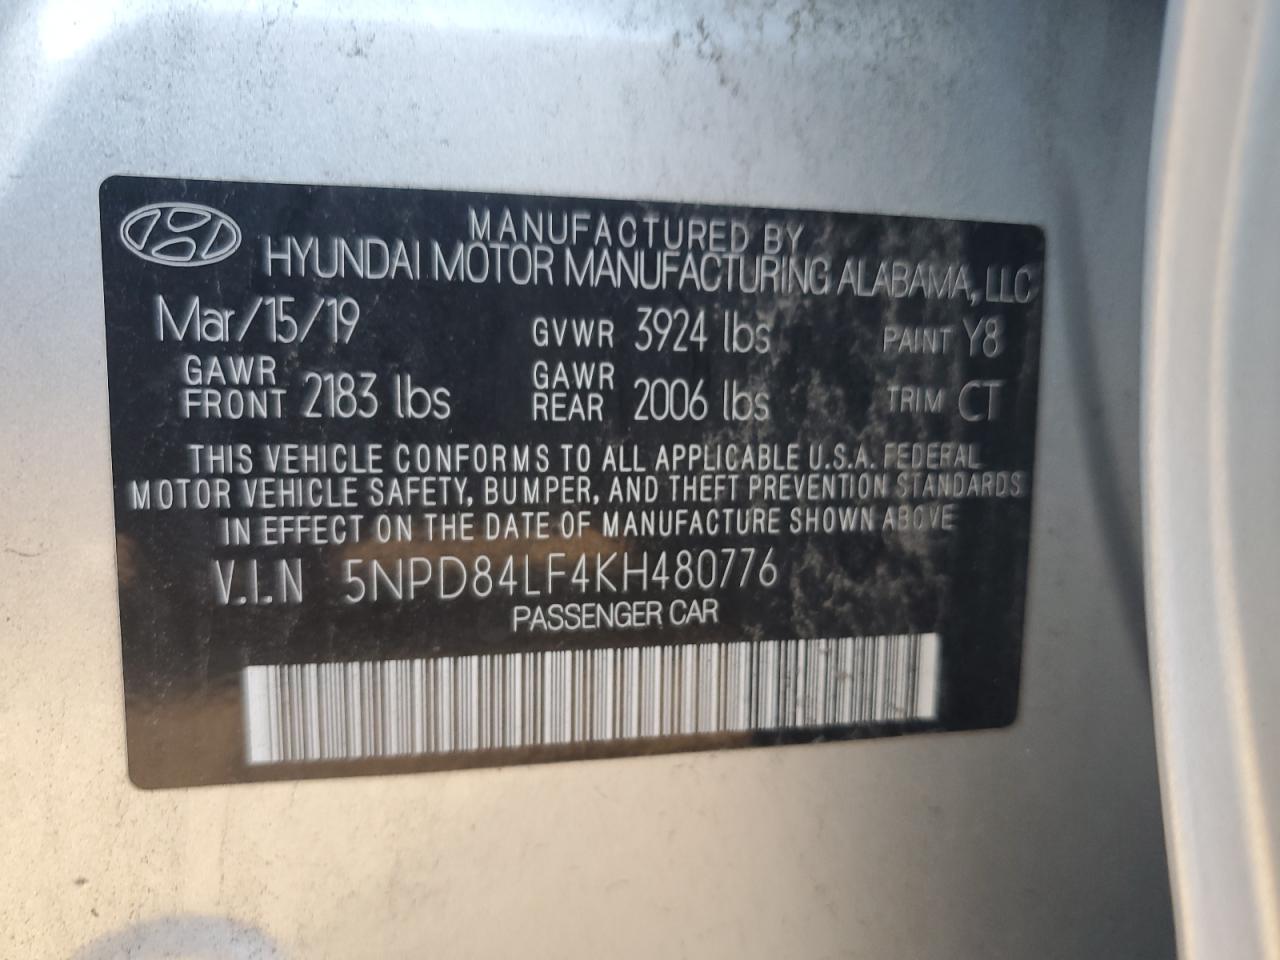 MANUFACTURED BY
HYUNDAI MOTOR MANUFACTURING ALABAMA, LLC
Mar/15/19 GVWR 3924 lbs PAINT Y8
GAWR FRONT 2183 lbs GAWR REAR 2006 lbs TRIM CT
THIS VEHICLE CONFORMS TO ALL APPLICABLE U.S.A. FEDERAL
MOTOR VEHICLE SAFETY, BUMPER, AND THEFT PREVENTION STANDARDS
IN EFFECT ON THE DATE OF MANUFACTURE SHOWN ABOVE
V.I.N 5NPD84LF4KH480776
PASSENGER CAR